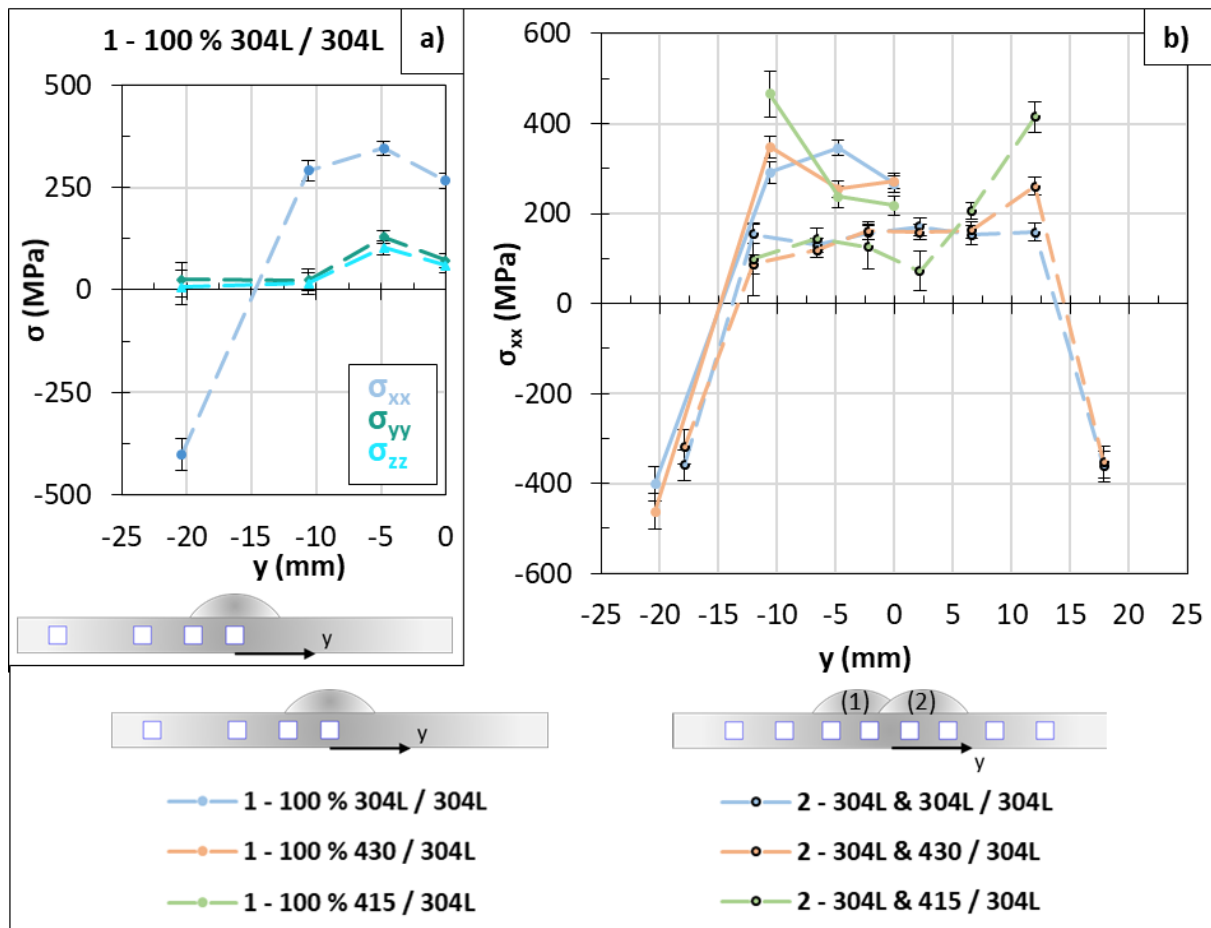 1 - 100 % 304L / 304L
a)
500
250
0
-250
-500
σ (MPa)
σxx
σyy
σzz
-25 -20 -15 -10 -5 0
y (mm)
y
b)
600
400
200
0
-200
-400
-600
σxx (MPa)
-25 -20 -15 -10 -5 0 5 10 15 20 25
y (mm)
y
(1) (2)
y
1 - 100 % 304L / 304L
1 - 100 % 430 / 304L
1 - 100 % 415 / 304L
2 - 304L & 304L / 304L
2 - 304L & 430 / 304L
2 - 304L & 415 / 304L